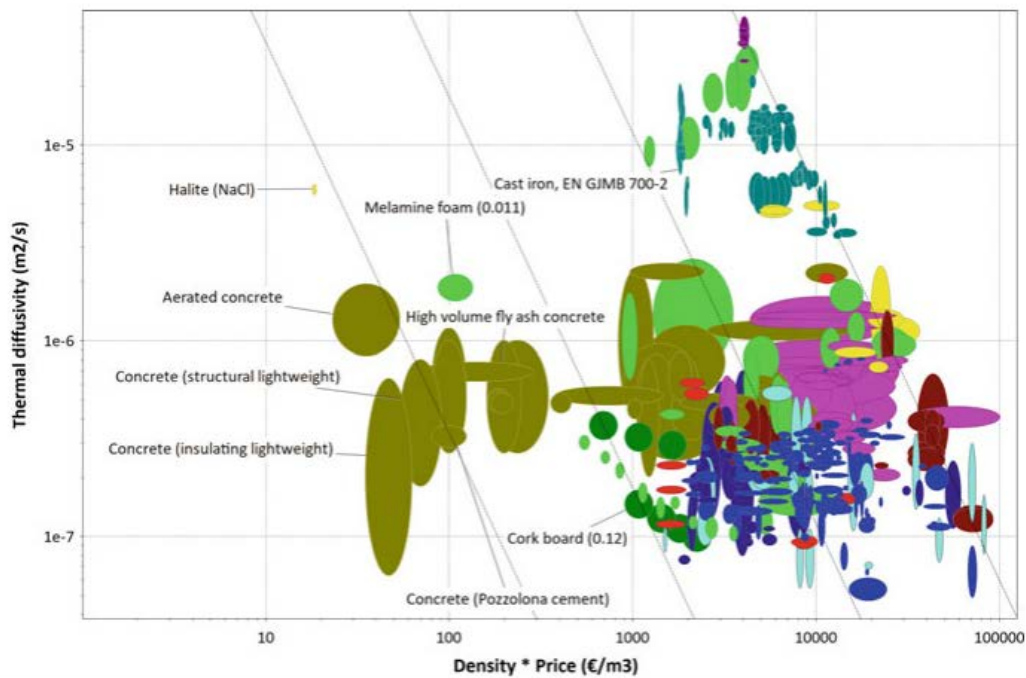 1e-5
Halite (NaCl)
Cast iron, EN GJMB 700-2
Melamine foam (0.011)
Thermal diffusivity (m2/s)
Aerated concrete
High volume fly ash concrete
1e-6
Concrete (structural lightweight)
Concrete (insulating lightweight)
1e-7
Cork board (0.12)
Concrete (Pozzolona cement)
10 100 1000 10000 100000
Density * Price (€/m3)